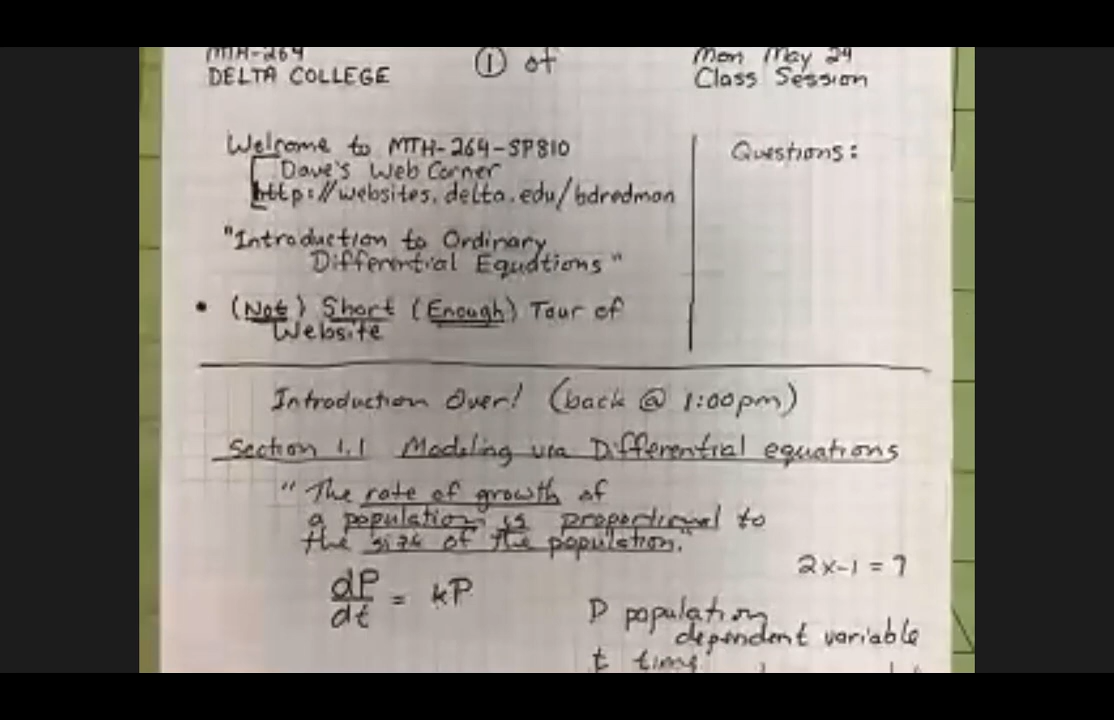 MTH-264
① of
Mon May 24
DELTA COLLEGE
Class Session
Welcome to MTH-264-SP810
Dave's Web Corner
http://websites.delta.edu/bdredman
"Introduction to Ordinary
Differential Equations"
• (Not) Short (Enough) Tour of
Website
Questions:
Introduction Over! (back @ 1:00pm)
Section 1.1 Modeling via Differential equations
"The rate of growth of
a population is proportional to
the size of the population."
2x-1 = 7
dP/dt = kP
P population
dependent variable
t time